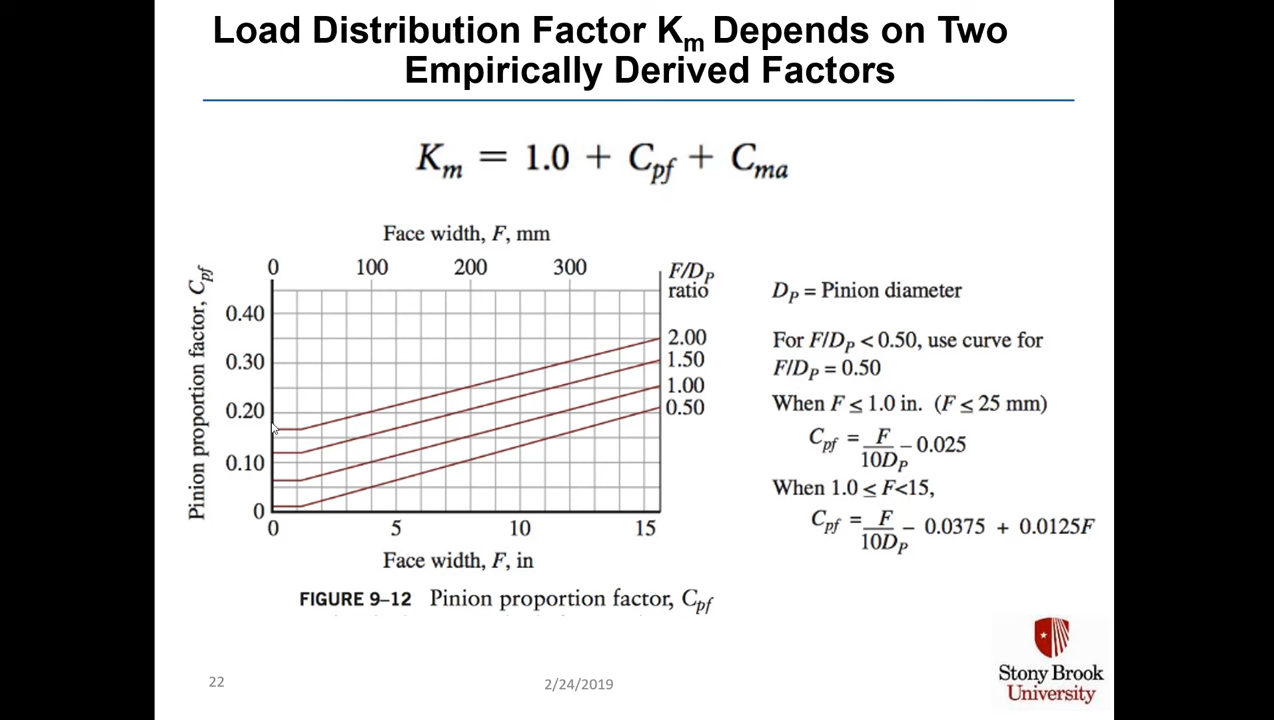 Load Distribution Factor Km Depends on Two
Empirically Derived Factors
Km = 1.0 + Cpf + Cma
Face width, F, mm
0 100 200 300
F/DP
ratio
Pinion proportion factor, Cpf
0.40
0.30
0.20
0.10
0
2.00
1.50
1.00
0.50
0 5 10 15
Face width, F, in
FIGURE 9–12 Pinion proportion factor, Cpf
DP = Pinion diameter
For F/DP < 0.50, use curve for
F/DP = 0.50
When F ≤ 1.0 in. (F ≤ 25 mm)
Cpf = F/10DP – 0.025
When 1.0 ≤ F<15,
Cpf = F/10DP – 0.0375 + 0.0125F
22
2/24/2019
Stony Brook
University